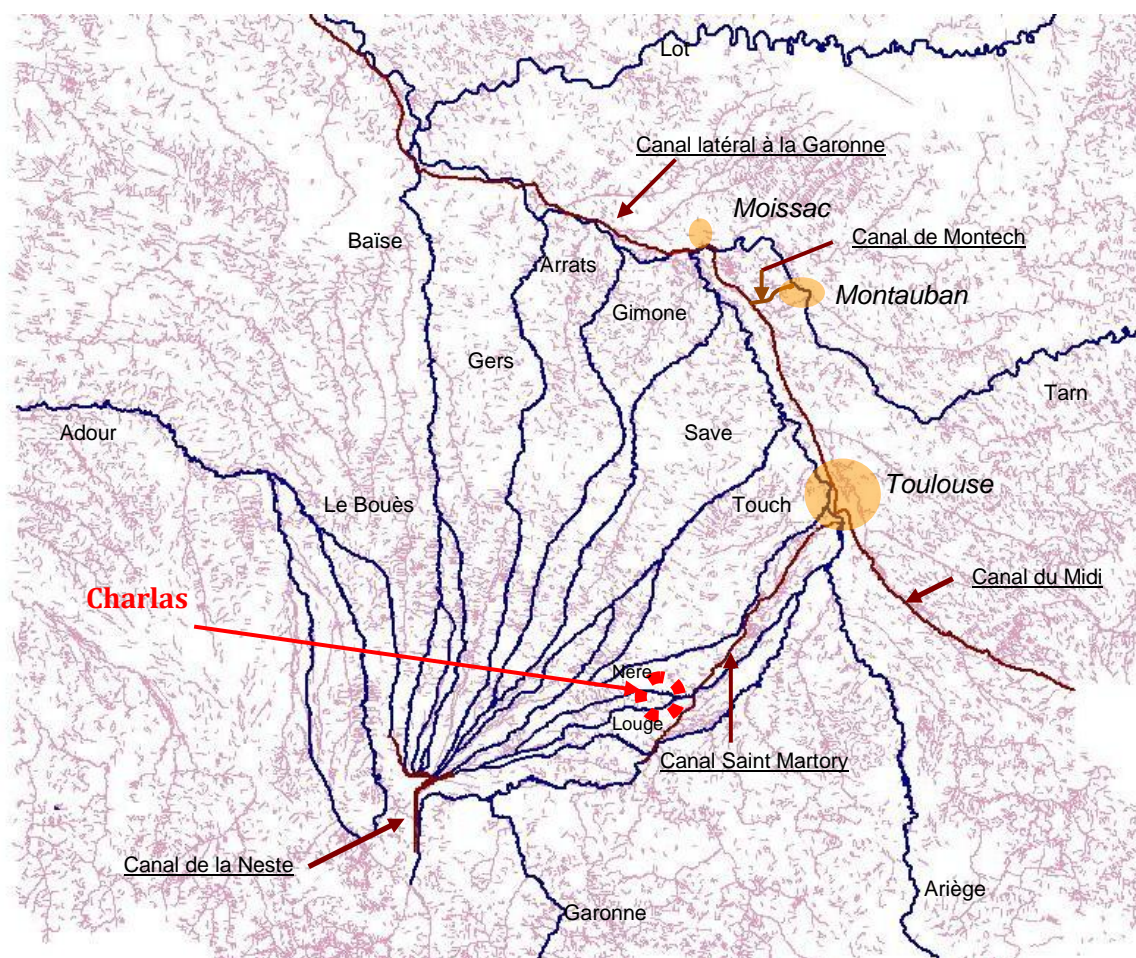 Lot
Canal latéral à la Garonne
Moissac
Canal de Montech
Baïse
Arrats
Montauban
Gimone
Gers
Tarn
Adour
Save
Toulouse
Le Bouès
Touch
Canal du Midi
Charlas
Nère
Louge
Canal Saint Martory
Canal de la Neste
Ariège
Garonne